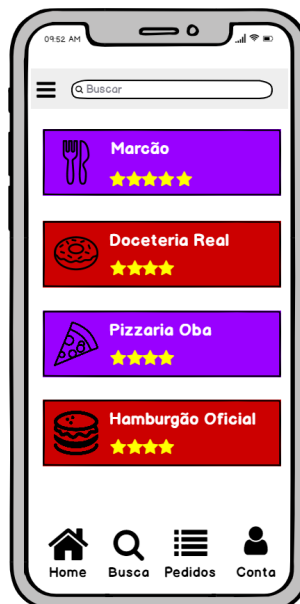 09:52 AM
Buscar
Marcão
Doceteria Real
Pizzaria Oba
Hamburgão Oficial
Home Busca Pedidos Conta